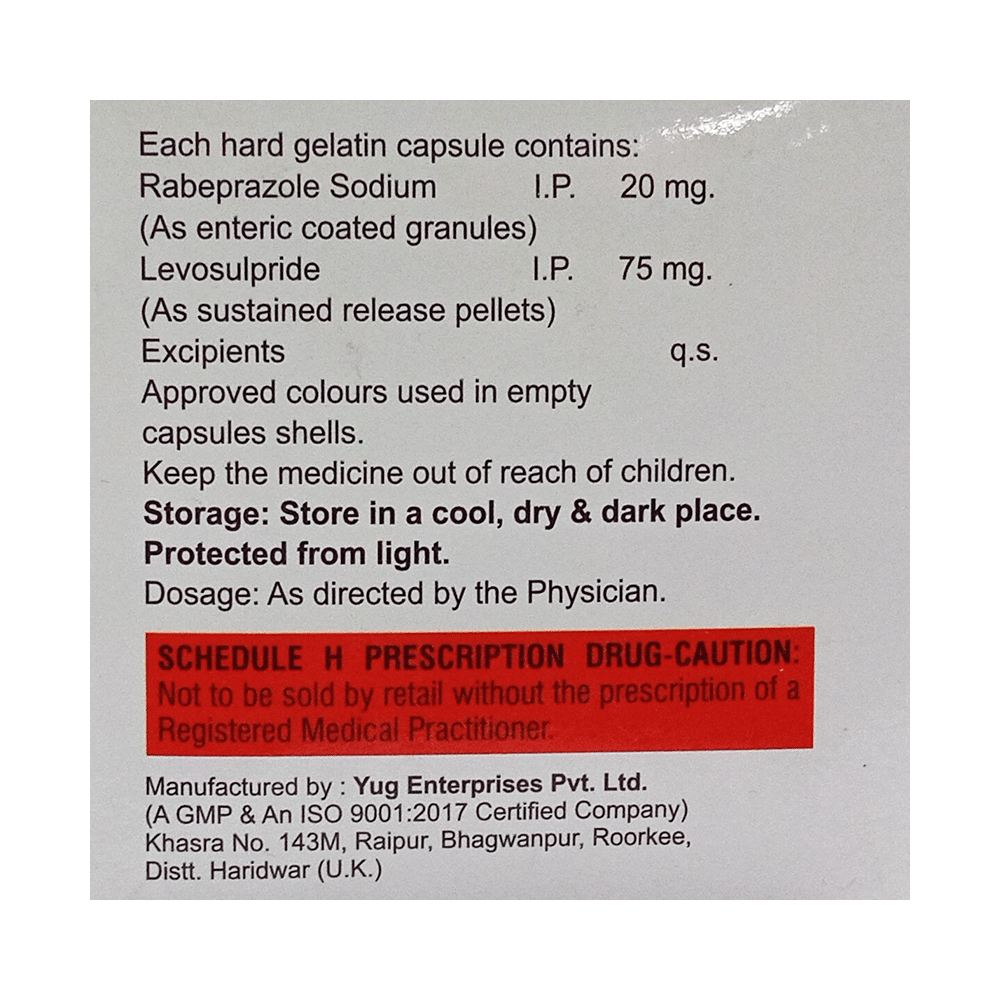 Each hard gelatin capsule contains:
Rabeprazole Sodium I.P. 20 mg.
(As enteric coated granules)
Levosulpride I.P. 75 mg.
(As sustained release pellets)
Excipients q.s.
Approved colours used in empty
capsules shells.
Keep the medicine out of reach of children.
Storage: Store in a cool, dry & dark place.
Protected from light.
Dosage: As directed by the Physician.
SCHEDULE H PRESCRIPTION DRUG-CAUTION:
Not to be sold by retail without the prescription of a
Registered Medical Practitioner.
Manufactured by : Yug Enterprises Pvt. Ltd.
(A GMP & An ISO 9001:2017 Certified Company)
Khasra No. 143M, Raipur, Bhagwanpur, Roorkee,
Distt. Haridwar (U.K.)